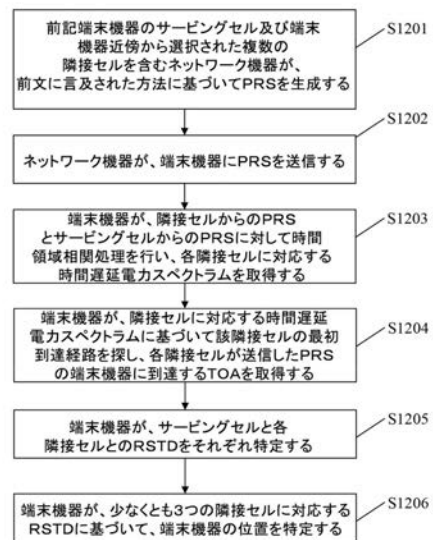 前記端末機器のサービングセル及び端末
機器近傍から選択された複数の
隣接セルを含むネットワーク機器が、
前文に言及された方法に基づいてPRSを生成する
S1201
ネットワーク機器が、端末機器にPRSを送信する
S1202
端末機器が、隣接セルからのPRS
とサービングセルからのPRSに対して時間
領域相関処理を行い、各隣接セルに対応する
時間遅延電力スペクトラムを取得する
S1203
端末機器が、隣接セルに対応する時間遅延
電力スペクトラムに基づいて該隣接セルの最初
到達経路を探し、各隣接セルが送信したPRS
の端末機器に到達するTOAを取得する
S1204
端末機器が、サービングセルと各
隣接セルとのRSTDをそれぞれ特定する
S1205
端末機器が、少なくとも3つの隣接セルに対応する
RSTDに基づいて、端末機器の位置を特定する
S1206